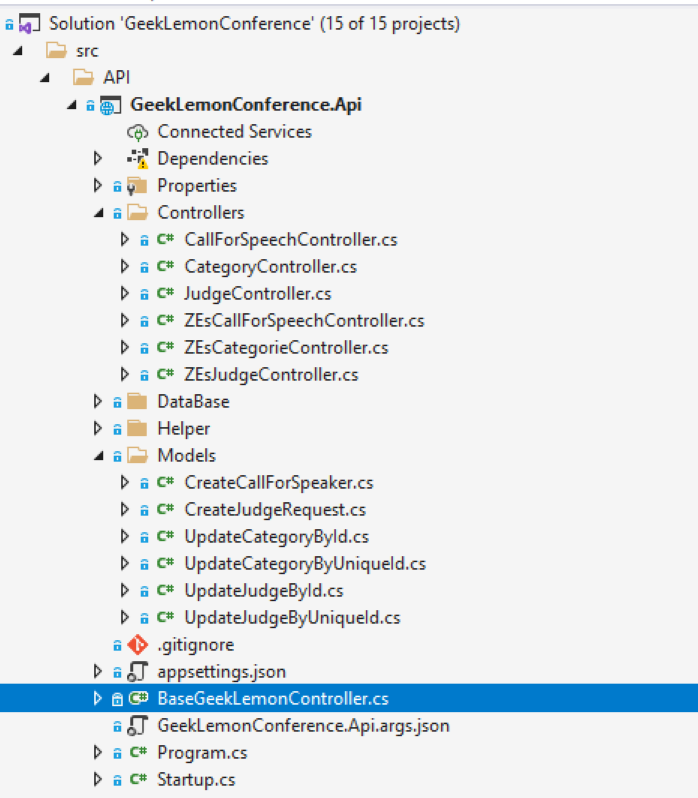 Solution 'GeekLemonConference' (15 of 15 projects)
src
API
GeekLemonConference.Api
Connected Services
Dependencies
Properties
Controllers
C# CallForSpeechController.cs
C# CategoryController.cs
C# JudgeController.cs
C# ZEsCallForSpeechController.cs
C# ZEsCategorieController.cs
C# ZEsJudgeController.cs
DataBase
Helper
Models
C# CreateCallForSpeaker.cs
C# CreateJudgeRequest.cs
C# UpdateCategoryById.cs
C# UpdateCategoryByUniqueId.cs
C# UpdateJudgeById.cs
C# UpdateJudgeByUniqueId.cs
.gitignore
appsettings.json
C# BaseGeekLemonController.cs
GeekLemonConference.Api.args.json
C# Program.cs
C# Startup.cs